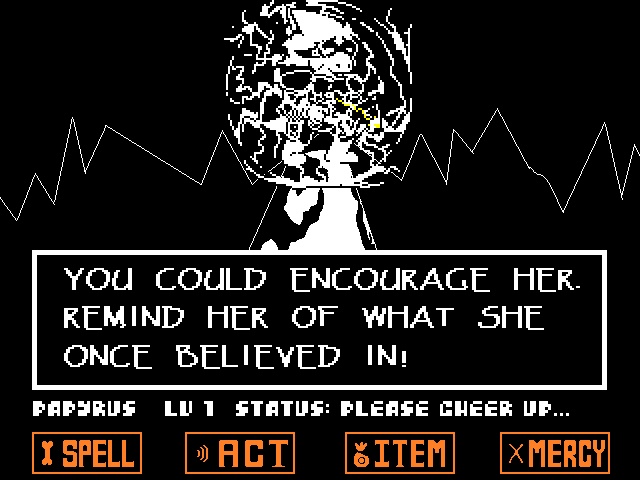 YOU COULD ENCOURAGE HER.
REMIND HER OF WHAT SHE
ONCE BELIEVED IN!
PAPYRUS LV 1 STATUS: PLEASE CHEER UP...
SPELL ACT ITEM MERCY